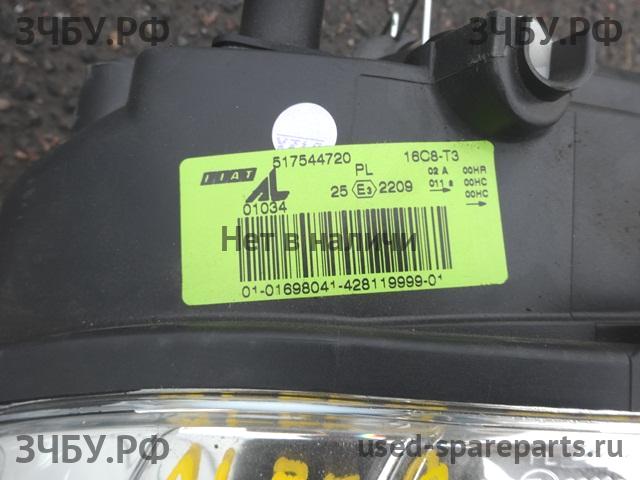 ЗЧБУ.РФ
ЗЧБУ.РФ
517544720
PL
16C8-T3
FIAT
AL
25 E3 2209
02 A
00HR
011
00HC
00HC
01034
Нет в наличии
01-01698041-428119999-01
ЗЧБУ.РФ
used-spareparts.ru